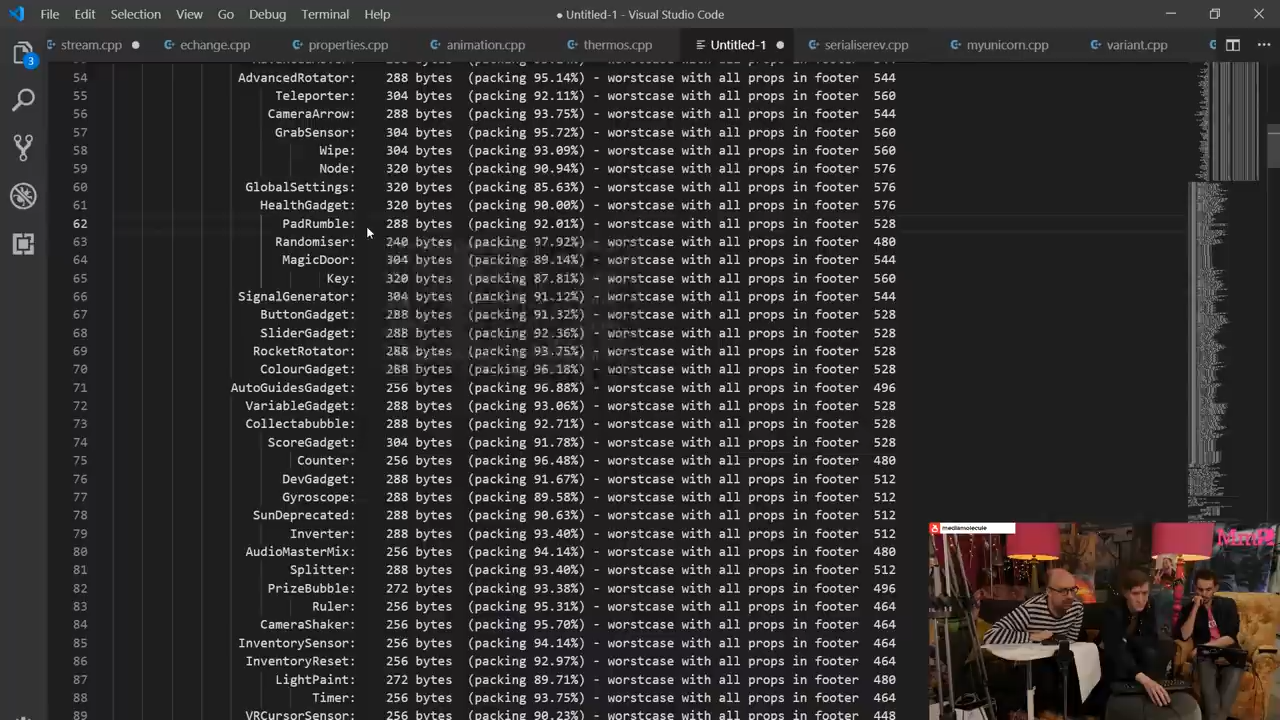 File Edit Selection View Go Debug Terminal Help
● Untitled-1 - Visual Studio Code
stream.cpp echange.cpp properties.cpp animation.cpp thermos.cpp Untitled-1 serialiserev.cpp myunicorn.cpp variant.cpp
3
54 AdvancedRotator: 288 bytes (packing 95.14%) - worstcase with all props in footer 544
55 Teleporter: 304 bytes (packing 92.11%) - worstcase with all props in footer 560
56 CameraArrow: 288 bytes (packing 93.75%) - worstcase with all props in footer 544
57 GrabSensor: 304 bytes (packing 95.72%) - worstcase with all props in footer 560
58 Wipe: 304 bytes (packing 93.09%) - worstcase with all props in footer 560
59 Node: 320 bytes (packing 90.94%) - worstcase with all props in footer 576
60 GlobalSettings: 320 bytes (packing 85.63%) - worstcase with all props in footer 576
61 HealthGadget: 320 bytes (packing 90.00%) - worstcase with all props in footer 576
62 PadRumble: 288 bytes (packing 92.01%) - worstcase with all props in footer 528
63 Randomiser: 240 bytes (packing 97.92%) - worstcase with all props in footer 480
64 MagicDoor: 304 bytes (packing 89.14%) - worstcase with all props in footer 544
65 Key: 320 bytes (packing 87.81%) - worstcase with all props in footer 560
66 SignalGenerator: 304 bytes (packing 91.12%) - worstcase with all props in footer 544
67 ButtonGadget: 288 bytes (packing 91.32%) - worstcase with all props in footer 528
68 SliderGadget: 288 bytes (packing 92.36%) - worstcase with all props in footer 528
69 RocketRotator: 288 bytes (packing 93.75%) - worstcase with all props in footer 528
70 ColourGadget: 288 bytes (packing 96.18%) - worstcase with all props in footer 528
71 AutoGuidesGadget: 256 bytes (packing 96.88%) - worstcase with all props in footer 496
72 VariableGadget: 288 bytes (packing 93.06%) - worstcase with all props in footer 528
73 Collectabubble: 288 bytes (packing 92.71%) - worstcase with all props in footer 528
74 ScoreGadget: 304 bytes (packing 91.78%) - worstcase with all props in footer 528
75 Counter: 256 bytes (packing 96.48%) - worstcase with all props in footer 480
76 DevGadget: 288 bytes (packing 91.67%) - worstcase with all props in footer 512
77 Gyroscope: 288 bytes (packing 89.58%) - worstcase with all props in footer 512
78 SunDeprecated: 288 bytes (packing 90.63%) - worstcase with all props in footer 512
79 Inverter: 288 bytes (packing 93.40%) - worstcase with all props in footer 512
80 AudioMasterMix: 256 bytes (packing 94.14%) - worstcase with all props in footer 480
81 Splitter: 288 bytes (packing 93.40%) - worstcase with all props in footer 512
82 PrizeBubble: 272 bytes (packing 93.38%) - worstcase with all props in footer 496
83 Ruler: 256 bytes (packing 95.31%) - worstcase with all props in footer 464
84 CameraShaker: 256 bytes (packing 95.70%) - worstcase with all props in footer 464
85 InventorySensor: 256 bytes (packing 94.14%) - worstcase with all props in footer 464
86 InventoryReset: 256 bytes (packing 92.97%) - worstcase with all props in footer 464
87 LightPaint: 272 bytes (packing 89.71%) - worstcase with all props in footer 480
88 Timer: 256 bytes (packing 93.75%) - worstcase with all props in footer 464
89 VRCursorSensor: 256 bytes (packing 90.23%) - worstcase with all props in footer 448
mediamolecule